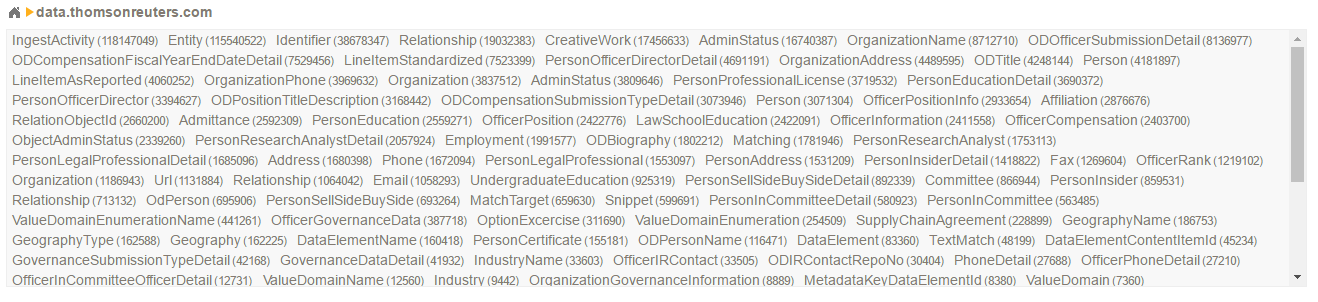 data.thomsonreuters.com
IngestActivity (118147049) Entity (115540522) Identifier (38678347) Relationship (19032383) CreativeWork (17456633) AdminStatus (16740387) OrganizationName (8712710) ODOfficerSubmissionDetail (8136977)
ODCompensationFiscalYearEndDateDetail (7529456) LineItemStandardized (7523399) PersonOfficerDirectorDetail (4691191) OrganizationAddress (4489595) ODTitle (4248144) Person (4181897)
LineItemAsReported (4060252) OrganizationPhone (3969632) Organization (3837512) AdminStatus (3809646) PersonProfessionalLicense (3719532) PersonEducationDetail (3690372)
PersonOfficerDirector (3394627) ODPositionTitleDescription (3168442) ODCompensationSubmissionTypeDetail (3073946) Person (3071304) OfficerPositionInfo (2933654) Affiliation (2876676)
RelationObjectId (2660200) Admittance (2592309) PersonEducation (2559271) OfficerPosition (2422776) LawSchoolEducation (2422091) OfficerInformation (2411558) OfficerCompensation (2403700)
ObjectAdminStatus (2339260) PersonResearchAnalystDetail (2057924) Employment (1991577) ODBiography (1802212) Matching (1781946) PersonResearchAnalyst (1753113)
PersonLegalProfessionalDetail (1685096) Address (1680398) Phone (1672094) PersonLegalProfessional (1553097) PersonAddress (1531209) PersonInsiderDetail (1418822) Fax (1269604) OfficerRank (1219102)
Organization (1186943) Url (1131884) Relationship (1064042) Email (1058293) UndergraduateEducation (925319) PersonSellSideBuySideDetail (892339) Committee (866944) PersonInsider (859531)
Relationship (713132) OdPerson (695906) PersonSellSideBuySide (693264) MatchTarget (659630) Snippet (599691) PersonInCommitteeDetail (580923) PersonInCommittee (563485)
ValueDomainEnumerationName (441261) OfficerGovernanceData (387718) OptionExcercise (311690) ValueDomainEnumeration (254509) SupplyChainAgreement (228899) GeographyName (186753)
GeographyType (162588) Geography (162225) DataElementName (160418) PersonCertificate (155181) ODPersonName (116471) DataElement (83360) TextMatch (48199) DataElementContentItemId (45234)
GovernanceSubmissionTypeDetail (42168) GovernanceDataDetail (41932) IndustryName (33603) OfficerIRContact (33505) ODIRContactRepoNo (30404) PhoneDetail (27688) OfficerPhoneDetail (27210)
OfficerInCommitteeOfficerDetail (12731) ValueDomainName (12560) Industry (9442) OrganizationGovernanceInformation (8889) MetadataKeyDataElementId (8380) ValueDomain (7360)